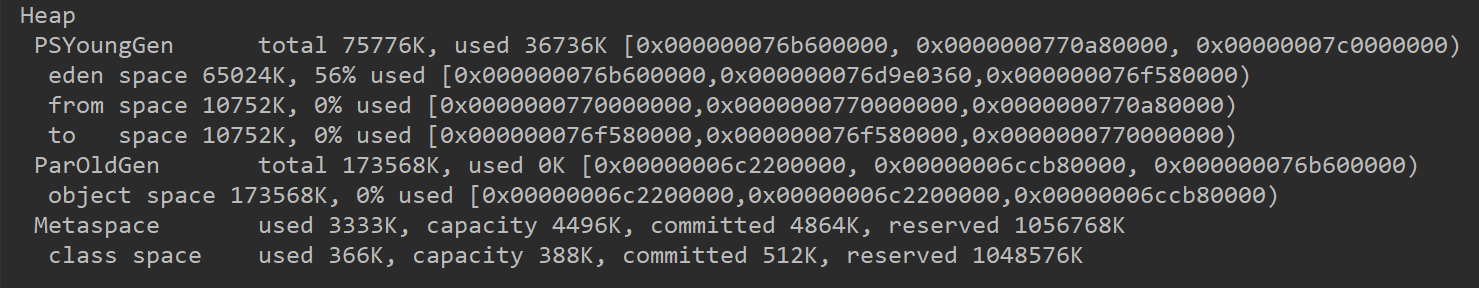 Heap
PSYoungGen total 75776K, used 36736K [0x000000076b600000, 0x0000000770a80000, 0x00000007c0000000)
eden space 65024K, 56% used [0x000000076b600000,0x000000076d9e0360,0x000000076f580000)
from space 10752K, 0% used [0x0000000770000000,0x0000000770000000,0x0000000770a80000)
to space 10752K, 0% used [0x000000076f580000,0x000000076f580000,0x0000000770000000)
ParOldGen total 173568K, used 0K [0x00000006c2200000, 0x00000006ccb80000, 0x000000076b600000)
object space 173568K, 0% used [0x00000006c2200000,0x00000006c2200000,0x00000006ccb80000)
Metaspace used 3333K, capacity 4496K, committed 4864K, reserved 1056768K
class space used 366K, capacity 388K, committed 512K, reserved 1048576K